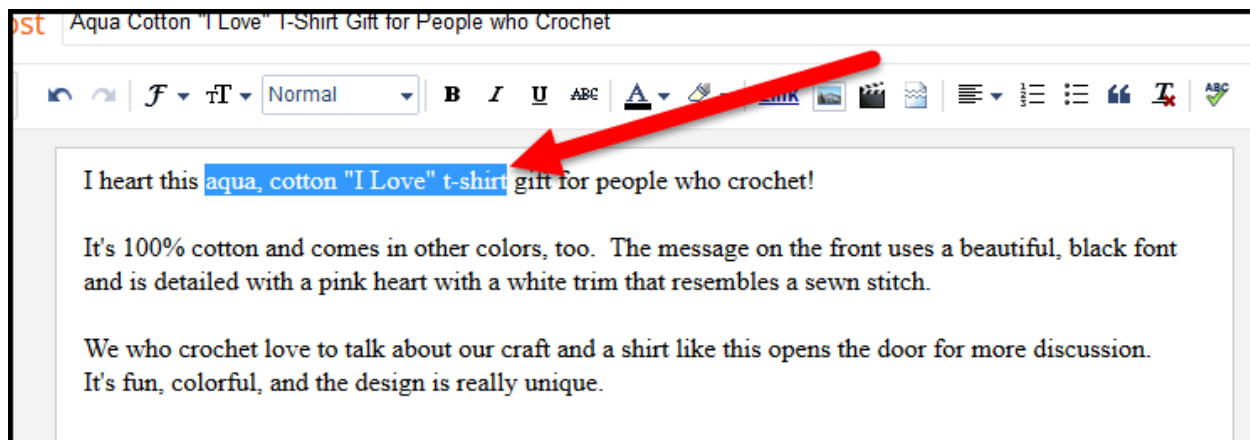 ost Aqua Cotton "I Love" T-Shirt Gift for People who Crochet
F TT Normal B I U ABC A Link ABC
I heart this aqua, cotton "I Love" t-shirt gift for people who crochet!
It's 100% cotton and comes in other colors, too.  The message on the front uses a beautiful, black font
and is detailed with a pink heart with a white trim that resembles a sewn stitch.
We who crochet love to talk about our craft and a shirt like this opens the door for more discussion.
It's fun, colorful, and the design is really unique.